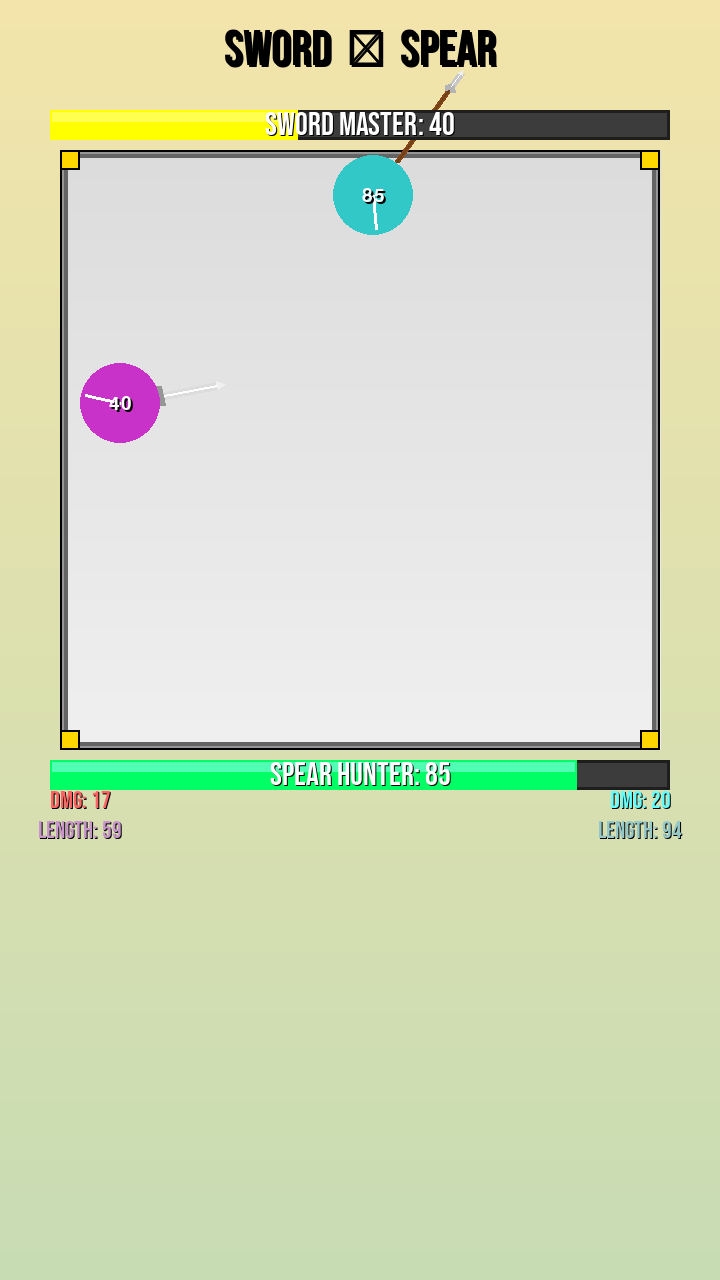 SWORD ☒ SPEAR
SWORD MASTER: 40
85
40
SPEAR HUNTER: 85
DMG: 17 DMG: 20
LENGTH: 59 LENGTH: 94